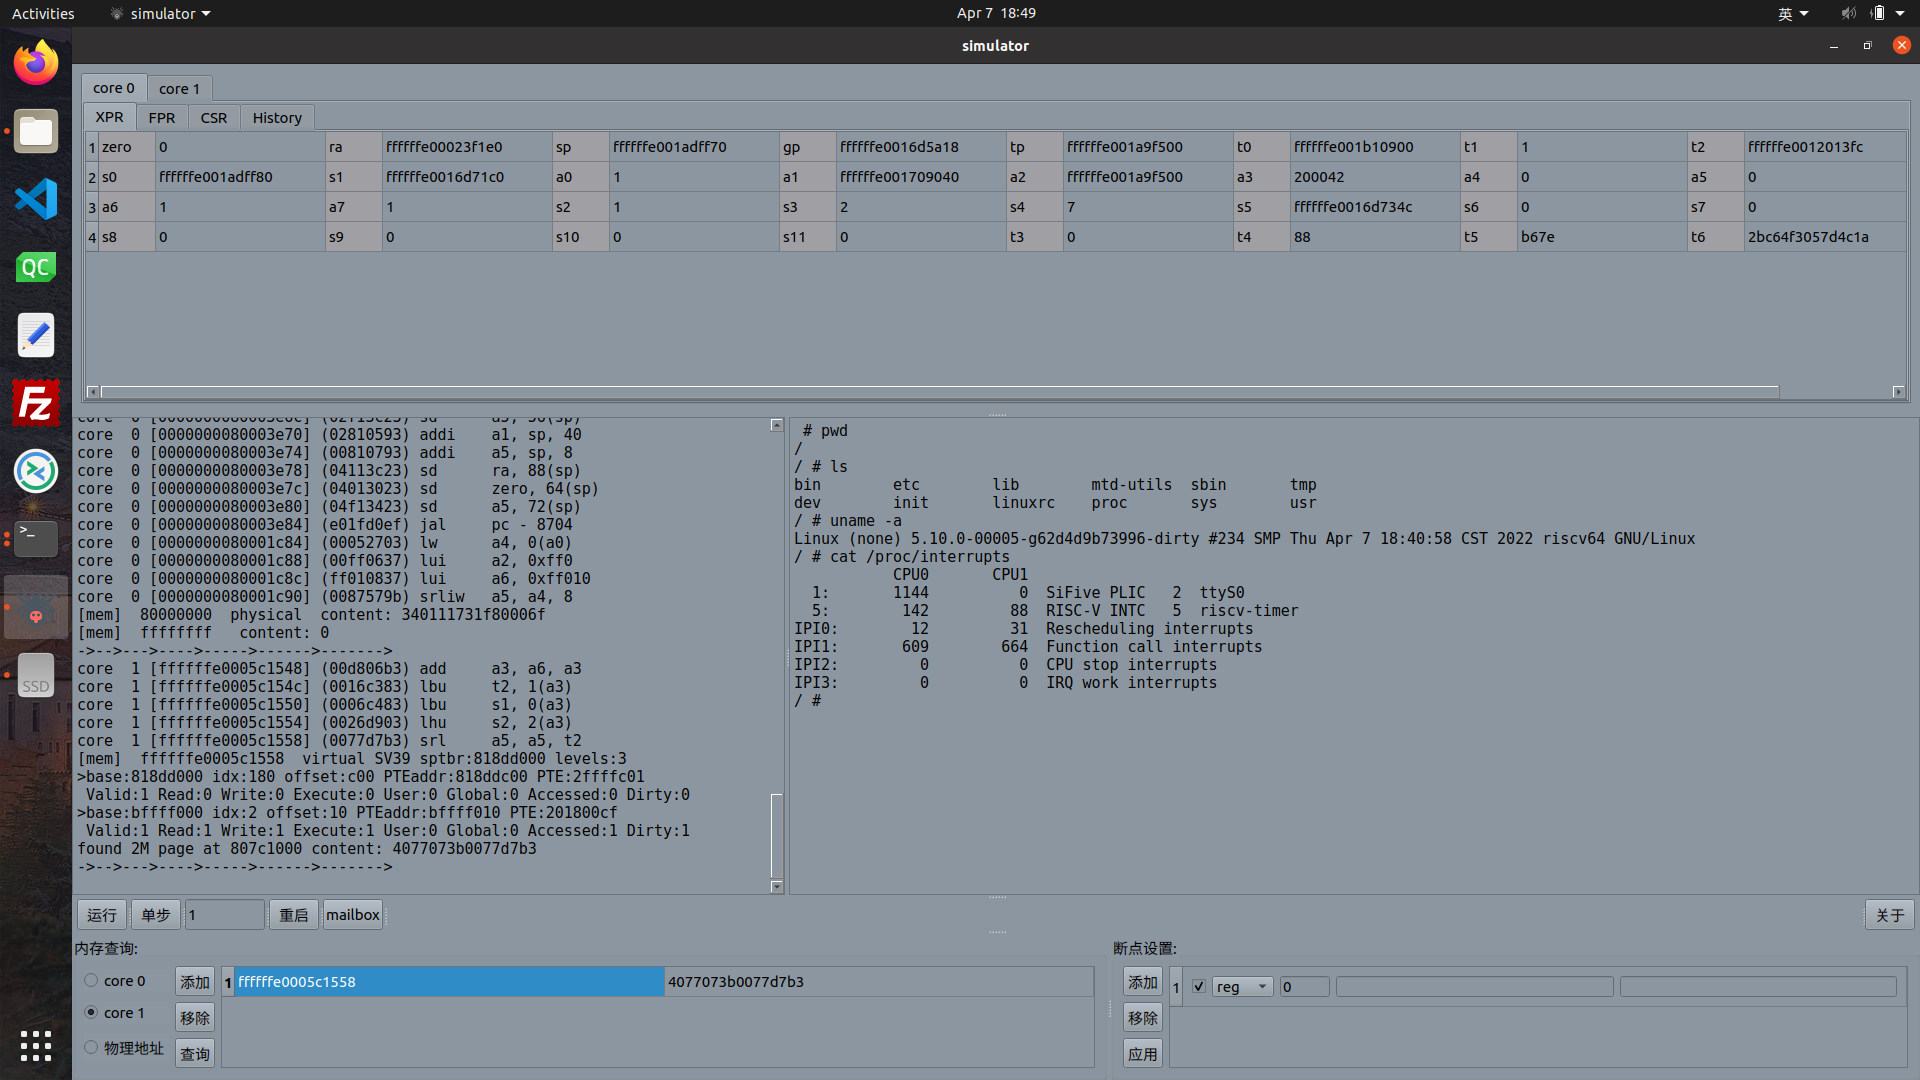 Activities simulator Apr 7 18:49 英
simulator
core 0 core 1
XPR FPR CSR History
1 zero 0 ra ffffffe00023f1e0 sp ffffffe001adff70 gp ffffffe0016d5a18 tp ffffffe001a9f500 t0 ffffffe001b10900 t1 1 t2 ffffffe0012013fc
2 s0 ffffffe001adff80 s1 ffffffe0016d71c0 a0 1 a1 ffffffe001709040 a2 ffffffe001a9f500 a3 200042 a4 0 a5 0
3 a6 1 a7 1 s2 1 s3 2 s4 7 s5 ffffffe0016d734c s6 0 s7 0
4 s8 0 s9 0 s10 0 s11 0 t3 0 t4 88 t5 b67e t6 2bc64f3057d4c1a
core  0 [0000000080003e6c] (02f13c23) sd      a5, 56(sp)
core  0 [0000000080003e70] (02810593) addi    a1, sp, 40
core  0 [0000000080003e74] (00810793) addi    a5, sp, 8
core  0 [0000000080003e78] (04113c23) sd      ra, 88(sp)
core  0 [0000000080003e7c] (04013023) sd      zero, 64(sp)
core  0 [0000000080003e80] (04f13423) sd      a5, 72(sp)
core  0 [0000000080003e84] (e01fd0ef) jal     pc - 8704
core  0 [0000000080001c84] (00052703) lw      a4, 0(a0)
core  0 [0000000080001c88] (00ff0637) lui     a2, 0xff0
core  0 [0000000080001c8c] (ff010837) lui     a6, 0xff010
core  0 [0000000080001c90] (0087579b) srliw   a5, a4, 8
[mem]  80000000  physical  content: 340111731f80006f
[mem]  ffffffff   content: 0
->-->--->---->----->------>------->
core  1 [ffffffe0005c1548] (00d806b3) add     a3, a6, a3
core  1 [ffffffe0005c154c] (0016c383) lbu     t2, 1(a3)
core  1 [ffffffe0005c1550] (0006c483) lbu     s1, 0(a3)
core  1 [ffffffe0005c1554] (0026d903) lhu     s2, 2(a3)
core  1 [ffffffe0005c1558] (0077d7b3) srl     a5, a5, t2
[mem]  ffffffe0005c1558  virtual SV39 sptbr:818dd000 levels:3
>base:818dd000 idx:180 offset:c00 PTEaddr:818ddc00 PTE:2ffffc01
 Valid:1 Read:0 Write:0 Execute:0 User:0 Global:0 Accessed:0 Dirty:0
>base:bffff000 idx:2 offset:10 PTEaddr:bffff010 PTE:201800cf
 Valid:1 Read:1 Write:1 Execute:1 User:0 Global:0 Accessed:1 Dirty:1
found 2M page at 807c1000 content: 4077073b0077d7b3
->-->--->---->----->------>------->
 # pwd
/
/ # ls
bin        etc        lib        mtd-utils  sbin       tmp
dev        init       linuxrc    proc       sys        usr
/ # uname -a
Linux (none) 5.10.0-00005-g62d4d9b73996-dirty #234 SMP Thu Apr 7 18:40:58 CST 2022 riscv64 GNU/Linux
/ # cat /proc/interrupts
           CPU0       CPU1
  1:       1144          0  SiFive PLIC   2  ttyS0
  5:        142         88  RISC-V INTC   5  riscv-timer
IPI0:        12         31  Rescheduling interrupts
IPI1:       609        664  Function call interrupts
IPI2:         0          0  CPU stop interrupts
IPI3:         0          0  IRQ work interrupts
/ #
运行 单步 1 重启 mailbox 关于
内存查询:
core 0 添加 1 ffffffe0005c1558 4077073b0077d7b3
core 1 移除
物理地址 查询
断点设置:
添加 1 reg 0
移除
应用
QC
Fz
>_
SSD